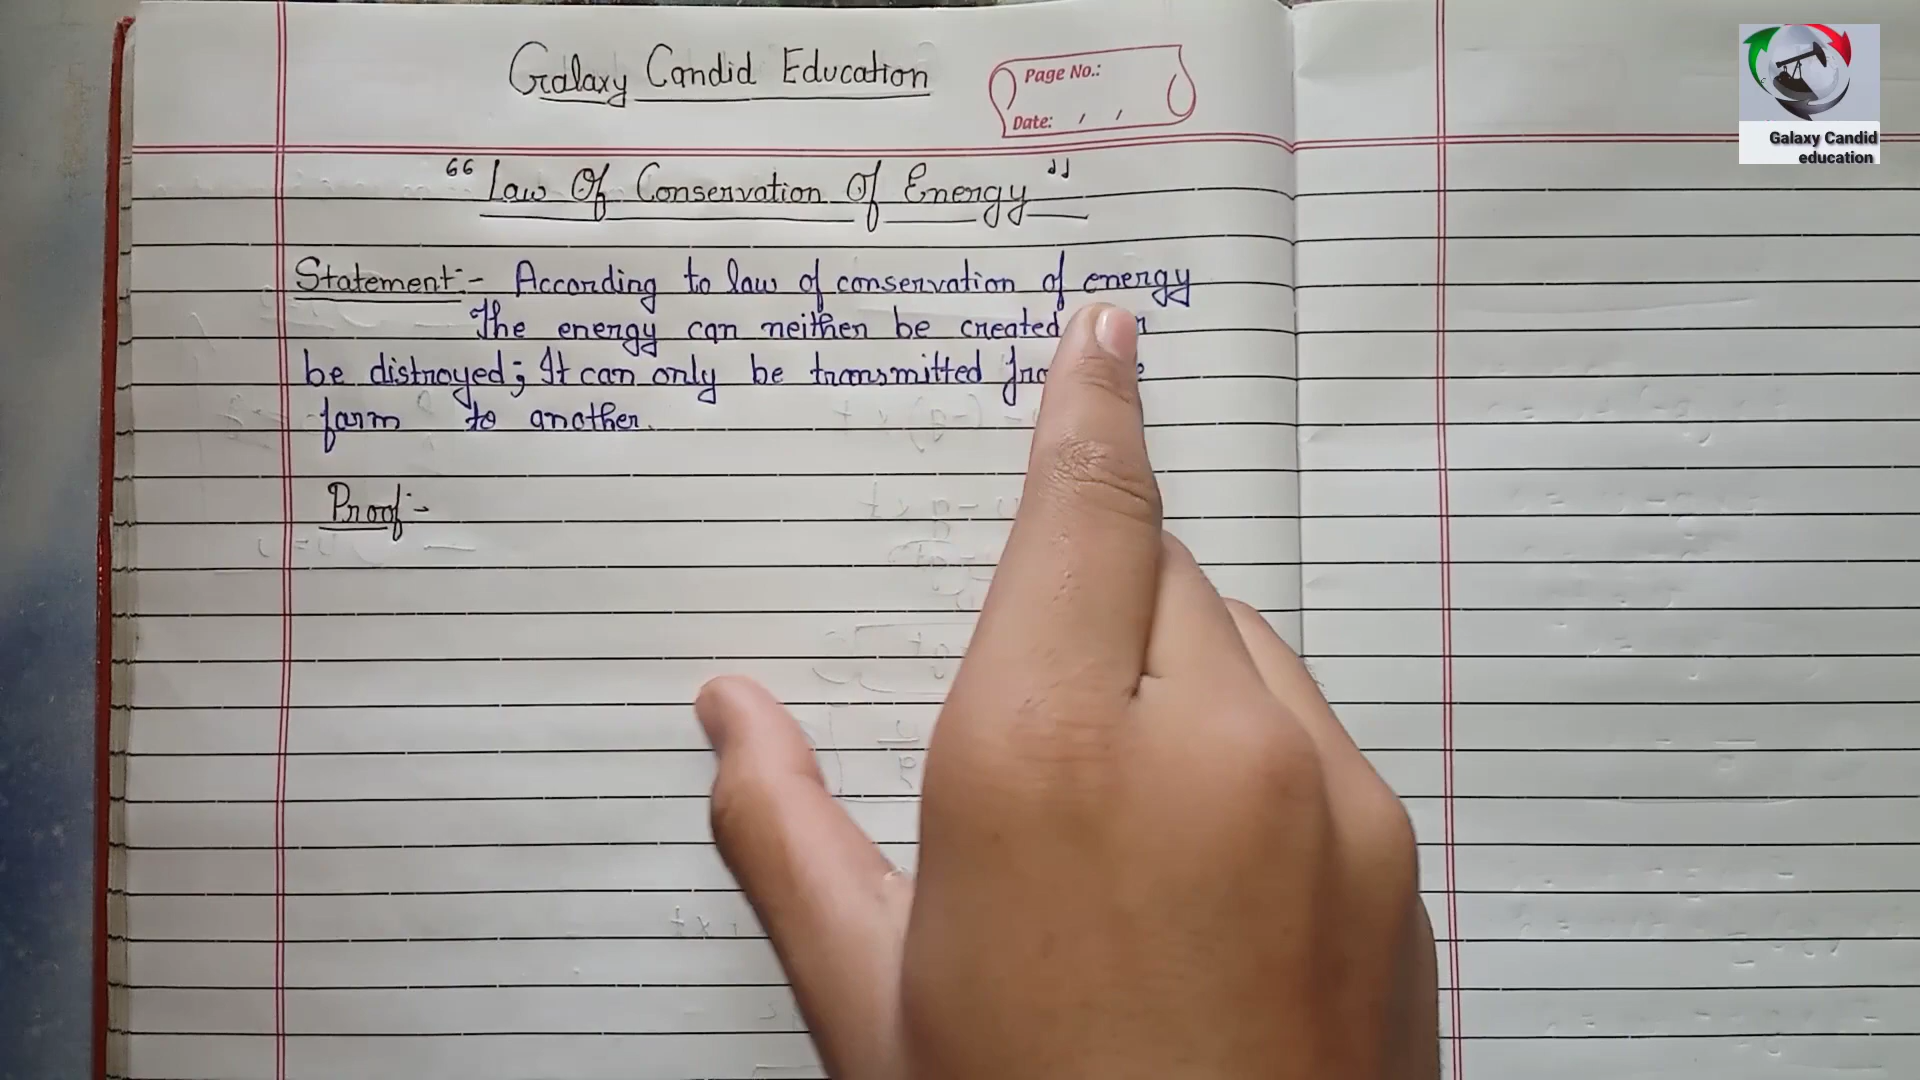 Galaxy Candid Education
Page No.:
Date: / /
Galaxy Candid
education
"Law Of Conservation Of Energy"
Statement:- According to law of conservation of energy
The energy can neither be created
be distroyed; It can only be transmitted
farm to another.
Proof:-